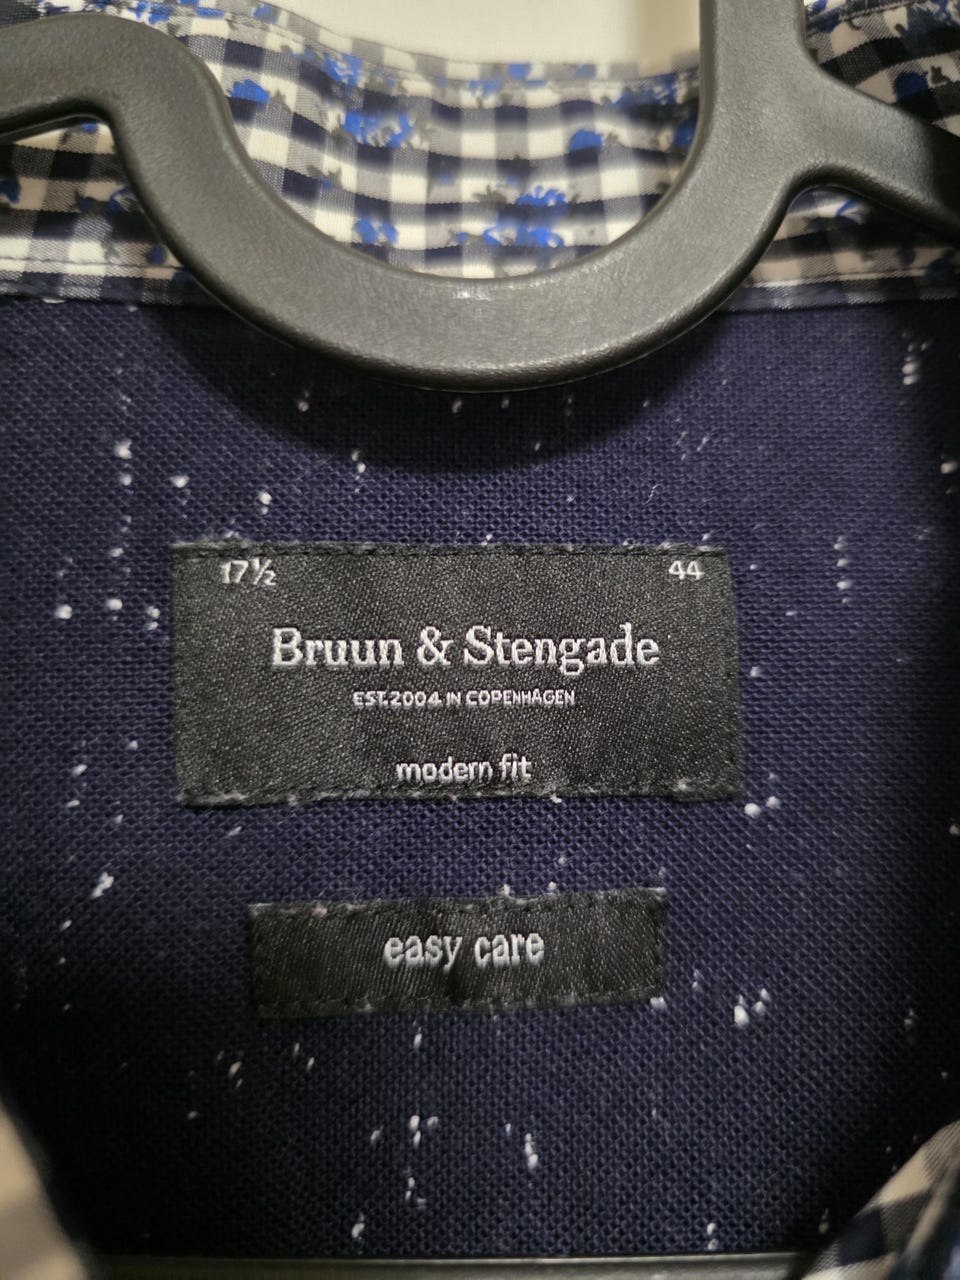 17½ 44
Bruun & Stengade
EST.2004 IN COPENHAGEN
modern fit
easy care